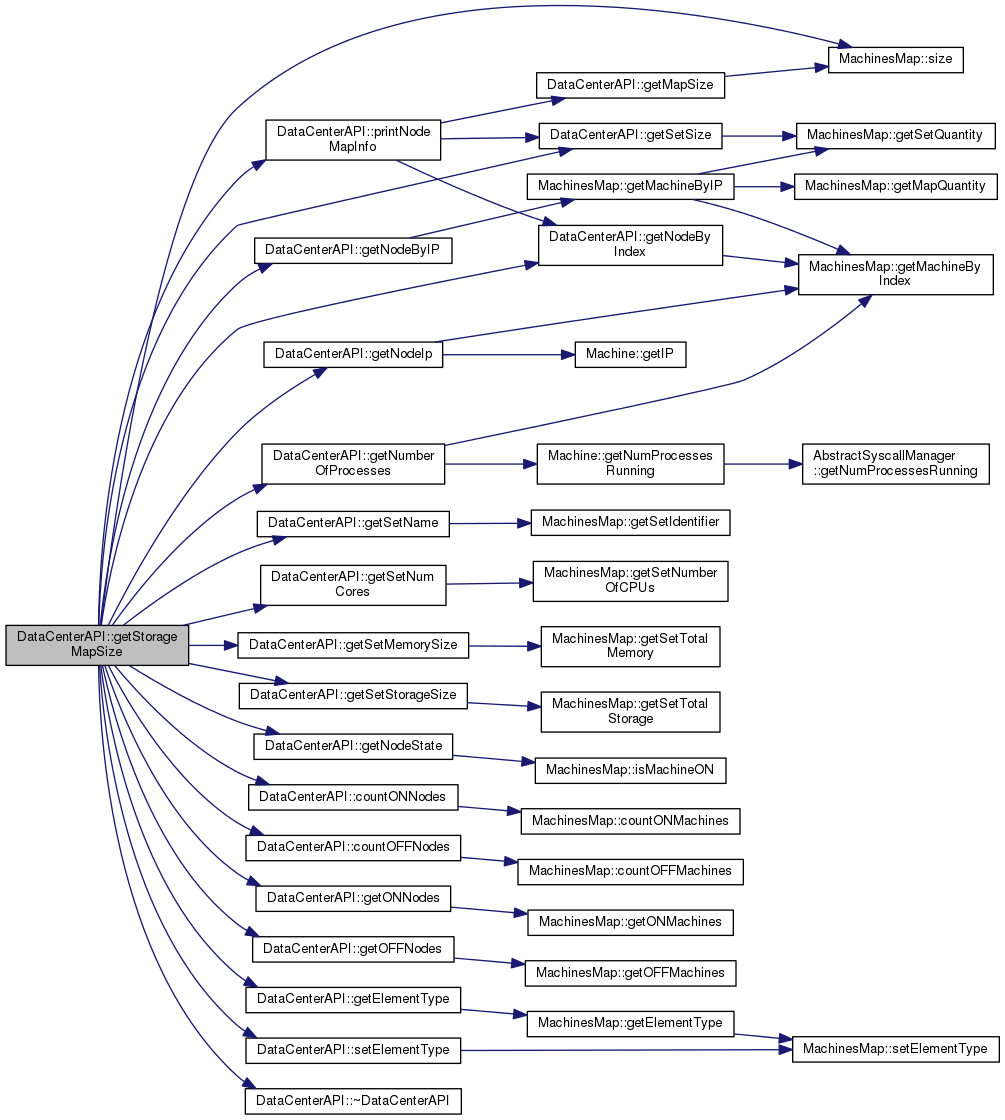 MachinesMap::size
DataCenterAPI::getMapSize
DataCenterAPI::printNode
MapInfo
DataCenterAPI::getSetSize
MachinesMap::getSetQuantity
MachinesMap::getMachineByIP
MachinesMap::getMapQuantity
DataCenterAPI::getNodeByIP
DataCenterAPI::getNodeBy
Index
MachinesMap::getMachineBy
Index
DataCenterAPI::getNodeIp
Machine::getIP
DataCenterAPI::getNumber
OfProcesses
Machine::getNumProcesses
Running
AbstractSyscallManager
::getNumProcessesRunning
DataCenterAPI::getSetName
MachinesMap::getSetIdentifier
DataCenterAPI::getSetNum
Cores
MachinesMap::getSetNumber
OfCPUs
DataCenterAPI::getStorage
MapSize
DataCenterAPI::getSetMemorySize
MachinesMap::getSetTotal
Memory
DataCenterAPI::getSetStorageSize
MachinesMap::getSetTotal
Storage
DataCenterAPI::getNodeState
MachinesMap::isMachineON
DataCenterAPI::countONNodes
MachinesMap::countONMachines
DataCenterAPI::countOFFNodes
MachinesMap::countOFFMachines
DataCenterAPI::getONNodes
MachinesMap::getONMachines
DataCenterAPI::getOFFNodes
MachinesMap::getOFFMachines
DataCenterAPI::getElementType
MachinesMap::getElementType
DataCenterAPI::setElementType
MachinesMap::setElementType
DataCenterAPI::~DataCenterAPI